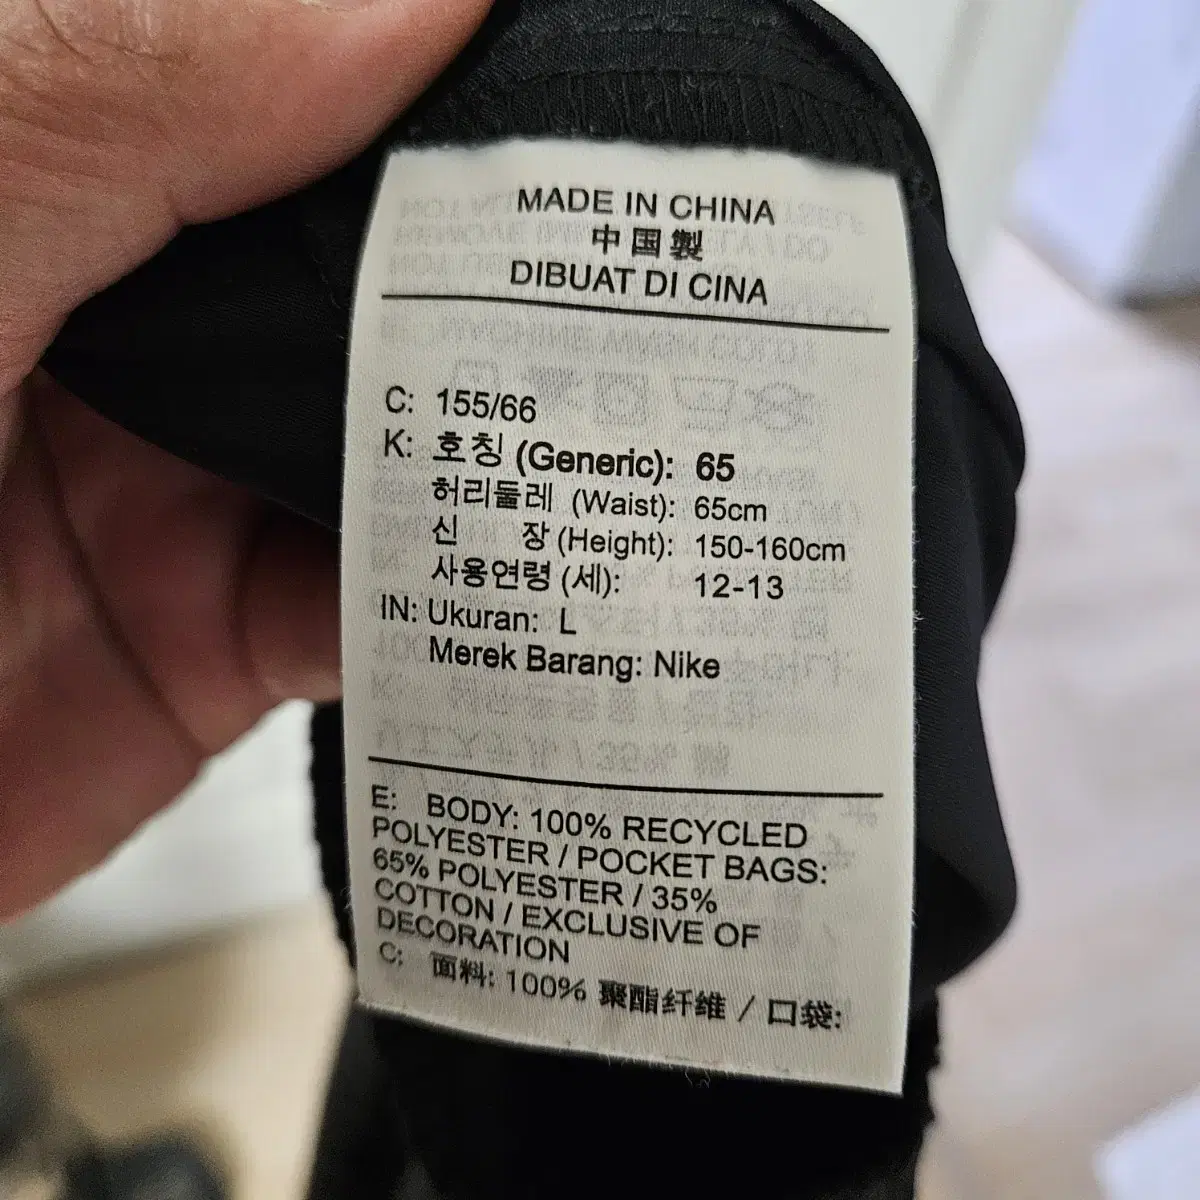 MADE IN CHINA
中国製
DIBUAT DI CINA
C: 155/66
K: 호칭 (Generic): 65
허리둘레 (Waist): 65cm
신 장 (Height): 150-160cm
사용연령 (세): 12-13
IN: Ukuran: L
Merek Barang: Nike
E: BODY: 100% RECYCLED
POLYESTER / POCKET BAGS:
65% POLYESTER / 35%
COTTON / EXCLUSIVE OF
DECORATION
C: 面料: 100% 聚酯纤维 / 口袋: